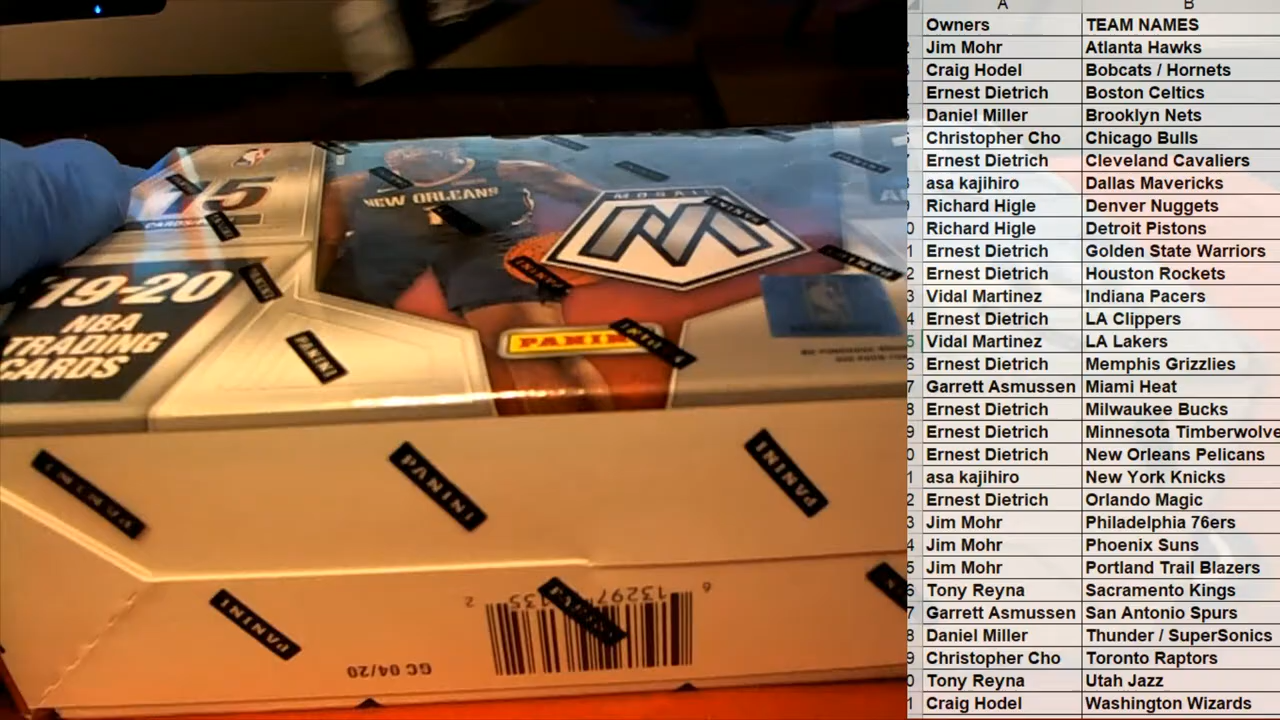 '19-20
NBA
TRADING
CARDS
NEW ORLEANS
MOSAIC
PANINI
PANINI
PANINI
PANINI
PANINI
PANINI
PANINI
PANINI
GC 04/20
A B
Owners TEAM NAMES
Jim Mohr Atlanta Hawks
Craig Hodel Bobcats / Hornets
Ernest Dietrich Boston Celtics
Daniel Miller Brooklyn Nets
Christopher Cho Chicago Bulls
Ernest Dietrich Cleveland Cavaliers
asa kajihiro Dallas Mavericks
Richard Higle Denver Nuggets
Richard Higle Detroit Pistons
Ernest Dietrich Golden State Warriors
Ernest Dietrich Houston Rockets
Vidal Martinez Indiana Pacers
Ernest Dietrich LA Clippers
Vidal Martinez LA Lakers
Ernest Dietrich Memphis Grizzlies
Garrett Asmussen Miami Heat
Ernest Dietrich Milwaukee Bucks
Ernest Dietrich Minnesota Timberwolve
Ernest Dietrich New Orleans Pelicans
asa kajihiro New York Knicks
Ernest Dietrich Orlando Magic
Jim Mohr Philadelphia 76ers
Jim Mohr Phoenix Suns
Jim Mohr Portland Trail Blazers
Tony Reyna Sacramento Kings
Garrett Asmussen San Antonio Spurs
Daniel Miller Thunder / SuperSonics
Christopher Cho Toronto Raptors
Tony Reyna Utah Jazz
Craig Hodel Washington Wizards